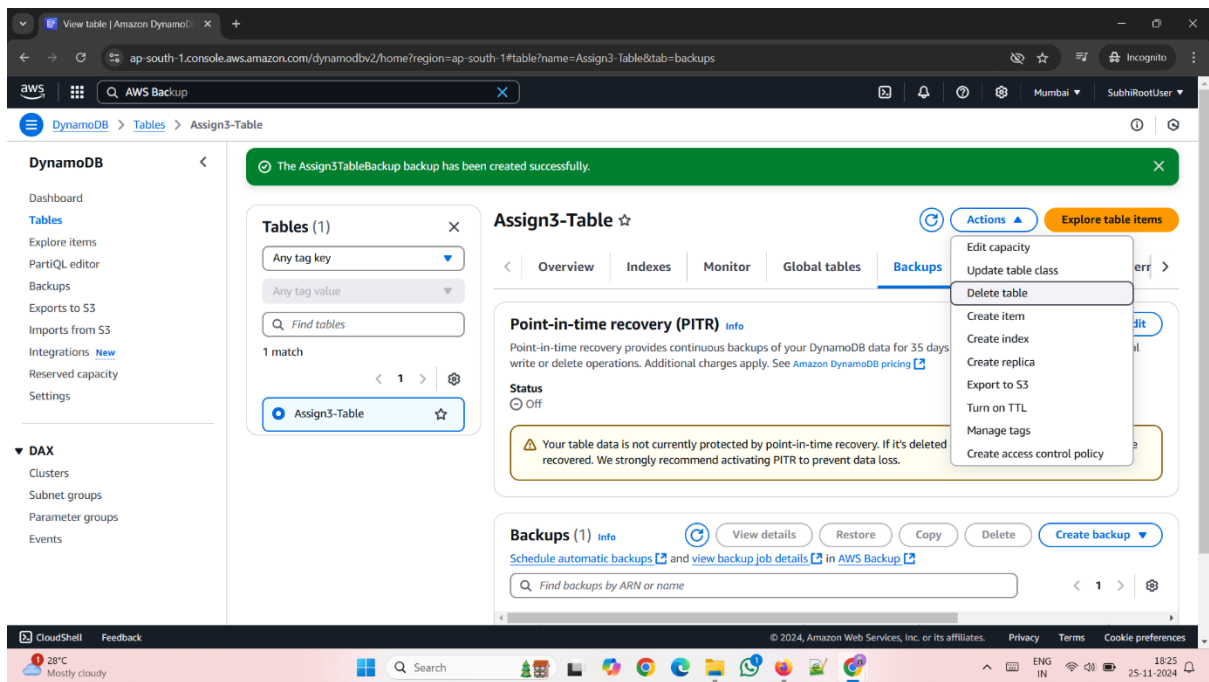 View table | Amazon DynamoD
ap-south-1.console.aws.amazon.com/dynamodbv2/home?region=ap-south-1#table?name=Assign3-Table&tab=backups
Incognito
aws
AWS Backup
Mumbai
SubhiRootUser
DynamoDB > Tables > Assign3-Table
DynamoDB
Dashboard
Tables
Explore items
PartiQL editor
Backups
Exports to S3
Imports from S3
Integrations New
Reserved capacity
Settings
DAX
Clusters
Subnet groups
Parameter groups
Events
The Assign3TableBackup backup has been created successfully.
Tables (1)
Any tag key
Any tag value
Find tables
1 match
1
Assign3-Table
Assign3-Table
Actions
Explore table items
Overview
Indexes
Monitor
Global tables
Backups
err
Edit capacity
Update table class
Delete table
Create item
Create index
Create replica
Export to S3
Turn on TTL
Manage tags
Create access control policy
Point-in-time recovery (PITR) Info
dit
Point-in-time recovery provides continuous backups of your DynamoDB data for 35 days
write or delete operations. Additional charges apply. See Amazon DynamoDB pricing
Status
Off
Your table data is not currently protected by point-in-time recovery. If it's deleted
recovered. We strongly recommend activating PITR to prevent data loss.
Backups (1) Info
View details
Restore
Copy
Delete
Create backup
Schedule automatic backups and view backup job details in AWS Backup
Find backups by ARN or name
1
CloudShell
Feedback
© 2024, Amazon Web Services, Inc. or its affiliates.
Privacy
Terms
Cookie preferences
1
28°C
Mostly cloudy
Search
ENG
IN
18:25
25-11-2024